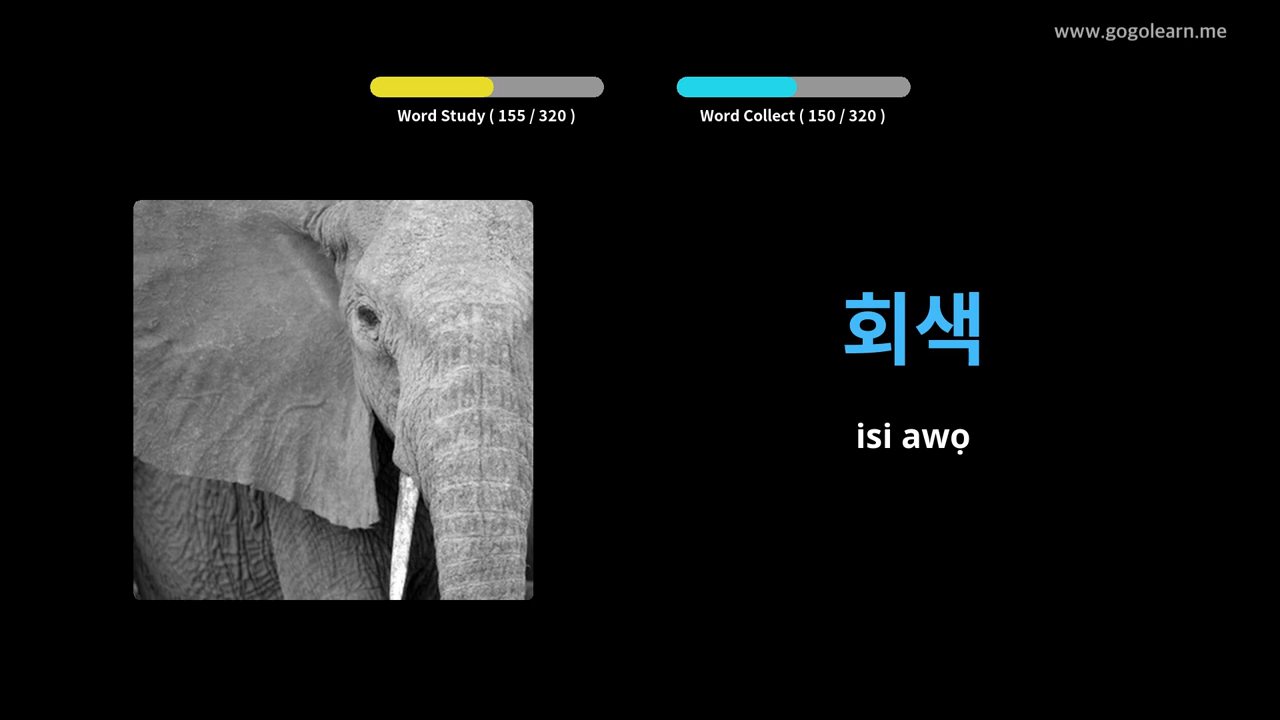 www.gogolearn.me
Word Study ( 155 / 320 )
Word Collect ( 150 / 320 )
회색
isi awọ